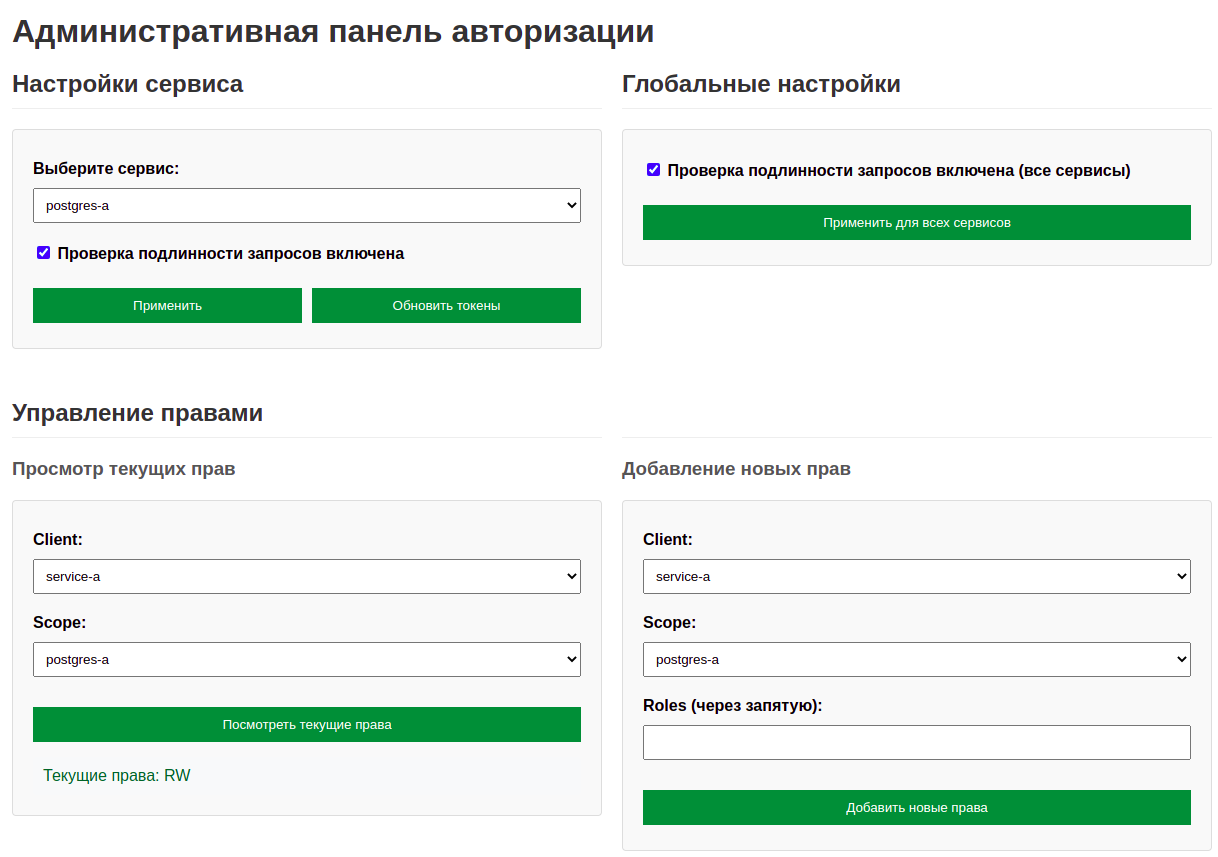 Административная панель авторизации
Настройки сервиса
Выберите сервис:
postgres-a
Проверка подлинности запросов включена
Применить
Обновить токены
Глобальные настройки
Проверка подлинности запросов включена (все сервисы)
Применить для всех сервисов
Управление правами
Просмотр текущих прав
Client:
service-a
Scope:
postgres-a
Посмотреть текущие права
Текущие права: RW
Добавление новых прав
Client:
service-a
Scope:
postgres-a
Roles (через запятую):
Добавить новые права